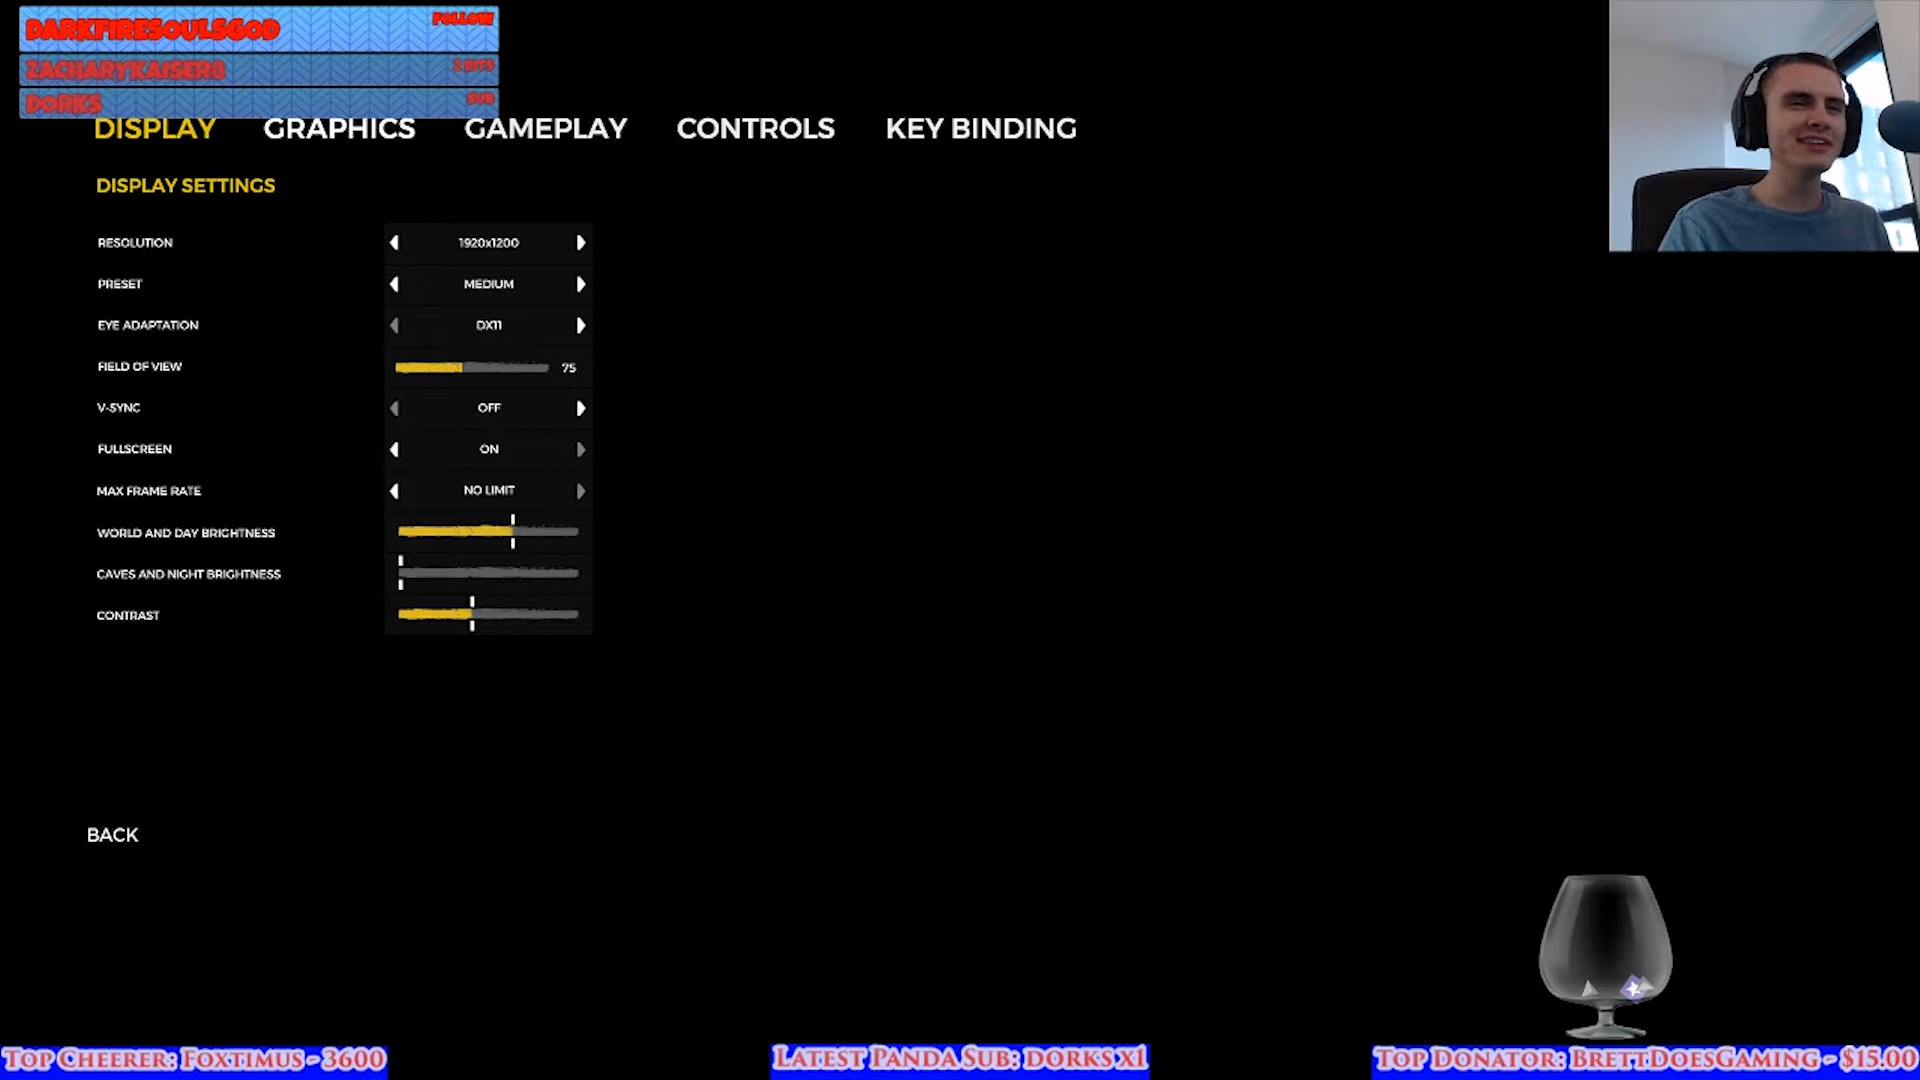 DARKFIRESOULSGOD FOLLOW
ZACHARYKAISER8 2 BITS
DORKS SUB
DISPLAY GRAPHICS GAMEPLAY CONTROLS KEY BINDING
DISPLAY SETTINGS
RESOLUTION 1920x1200
PRESET MEDIUM
EYE ADAPTATION DX11
FIELD OF VIEW 75
V-SYNC OFF
FULLSCREEN ON
MAX FRAME RATE NO LIMIT
WORLD AND DAY BRIGHTNESS
CAVES AND NIGHT BRIGHTNESS
CONTRAST
BACK
TOP CHEERER: FOXTIMUS - 3600
LATEST PANDA SUB: DORKS X1
TOP DONATOR: BRETTDOESGAMING - $15.00